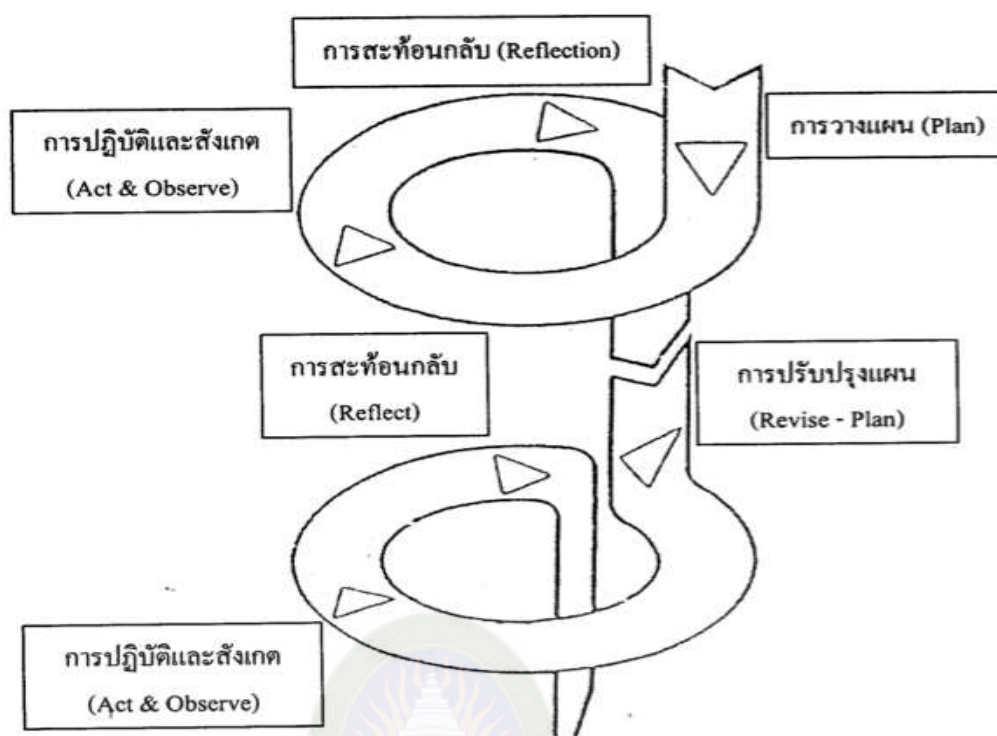 การสะท้อนกลับ (Reflection)
การปฏิบัติและสังเกต
(Act & Observe)
การวางแผน (Plan)
การสะท้อนกลับ
(Reflect)
การปรับปรุงแผน
(Revise - Plan)
การปฏิบัติและสังเกต
(Act & Observe)